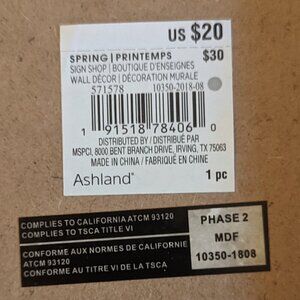 US $20
SPRING | PRINTEMPS $30
SIGN SHOP | BOUTIQUE D'ENSEIGNES
WALL DÉCOR | DÉCORATION MURALE
571578 10350-2018-08
1 91518 78406 0
DISTRIBUTED BY / DISTRIBUÉ PAR
MSPCI, 8000 BENT BRANCH DRIVE, IRVING, TX 75063
MADE IN CHINA / FABRIQUÉ EN CHINE
Ashland® 1 pc
COMPLIES TO CALIFORNIA ATCM 93120
COMPLIES TO TSCA TITLE VI
CONFORME AUX NORMES DE CALIFORNIE
ATCM 93120
CONFORME AU TITRE VI DE LA TSCA
PHASE 2
MDF
10350-1808